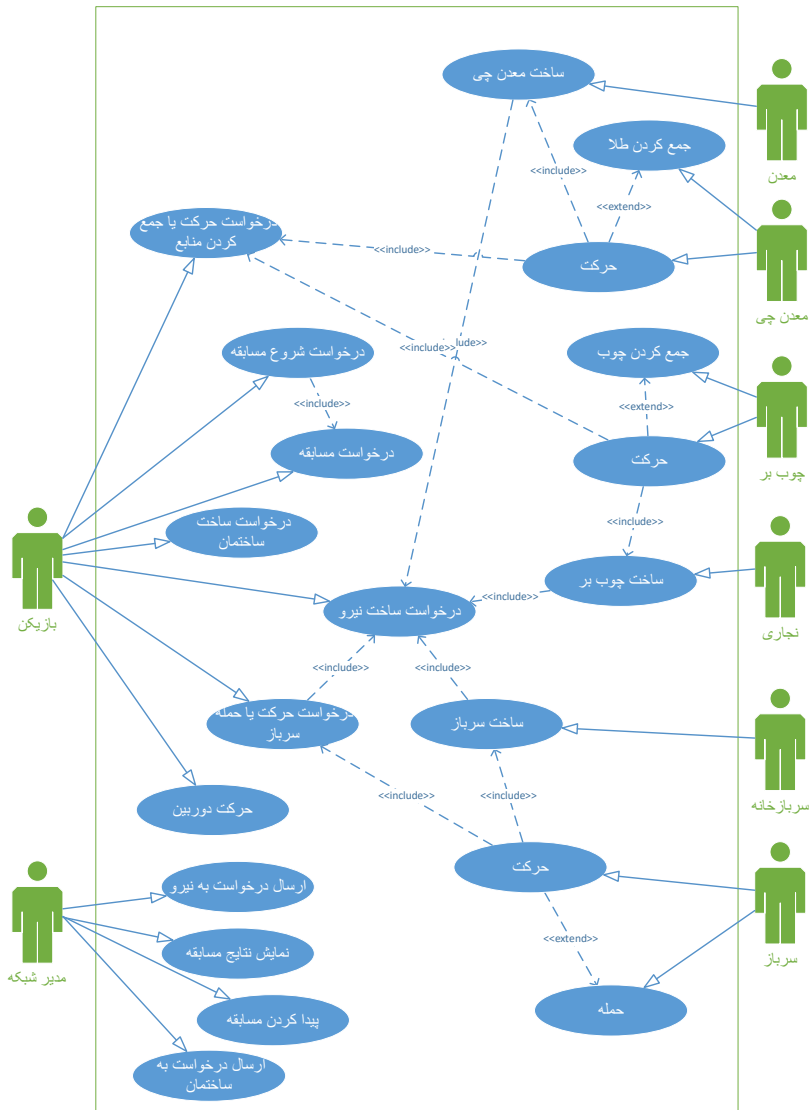 ساخت معدن چی
معدن
جمع کردن طلا
<<include>>
<<extend>>
درخواست حرکت یا جمع
کردن منابع
<<include>>
حرکت
معدن چی
درخواست شروع مسابقه
<<include>>
lude>>
جمع کردن چوب
<<include>>
<<extend>>
درخواست مسابقه
حرکت
چوب بر
درخواست ساخت
ساختمان
<<include>>
بازیکن
درخواست ساخت نیرو
<<include>>
ساخت چوب بر
نجاری
<<include>>
<<include>>
درخواست حرکت یا حمله
سرباز
ساخت سرباز
سربازخانه
حرکت دوربین
<<include>>
<<include>>
حرکت
ارسال درخواست به نیرو
نمایش نتایج مسابقه
<<extend>>
سرباز
مدیر شبکه
پیدا کردن مسابقه
حمله
ارسال درخواست به
ساختمان